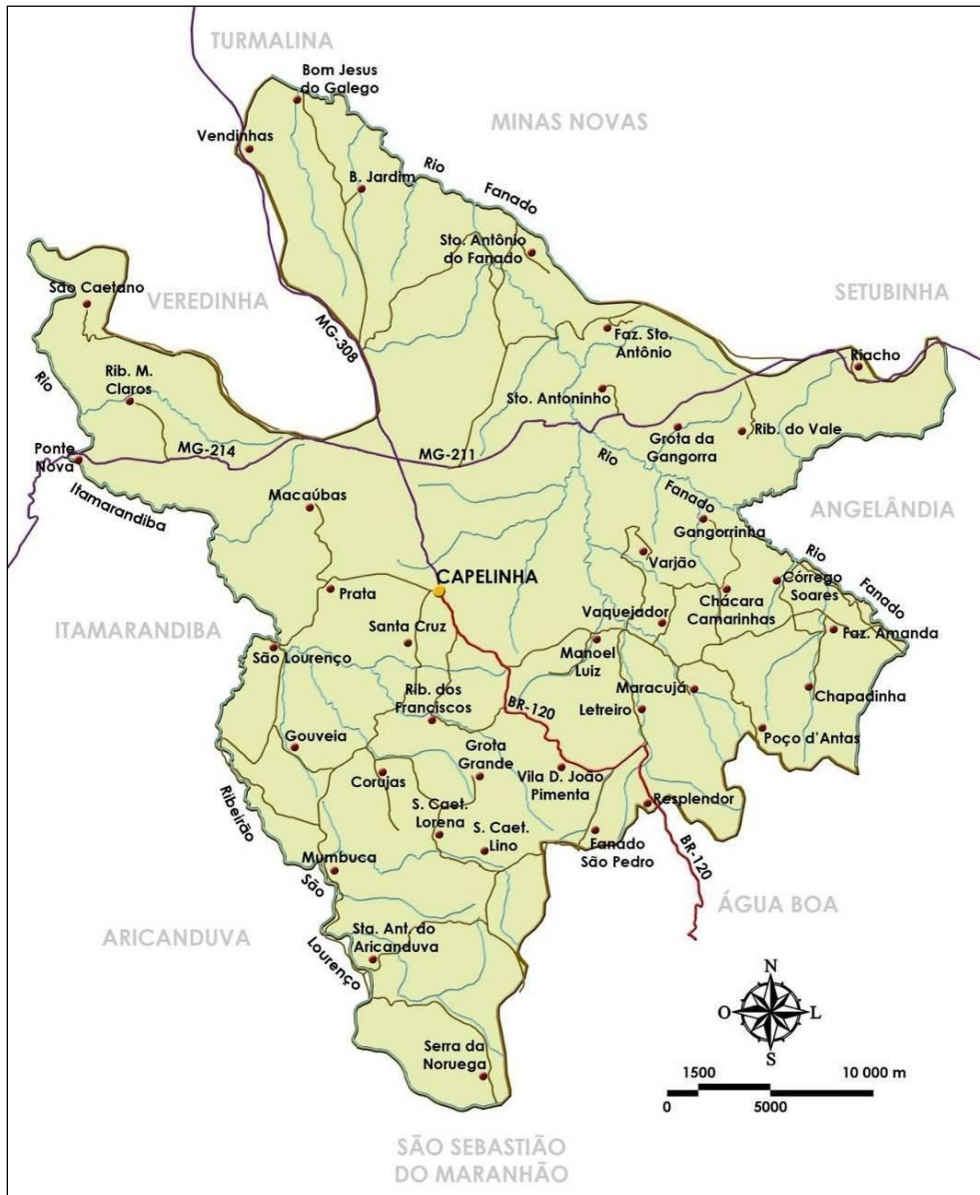 TURMALINA
Bom Jesus
do Galego
MINAS NOVAS
Vendinhas
Rio
Fanado
B. Jardim
Sto. Antônio
do Fanado
SETUBINHA
São Caetano
VEREDINHA
MG-308
Faz. Sto.
Antônio
Riacho
Rio
Rib. M.
Claros
Sto. Antoninho
Ponte
Nova
MG-214
MG-211
Grota da
Gangorra
Rib. do Vale
Rio
Itamarandiba
Macaúbas
Fanado
Gangorrinha
ANGELÂNDIA
Varjão
Rio
Fanado
CAPELINHA
Prata
Chácara
Camarinhas
Córrego
Soares
Vaquejador
ITAMARANDIBA
Santa Cruz
Manoel
Luiz
Faz. Amanda
São Lourenço
Rib. dos
Franciscos
Maracujá
Chapadinha
BR-120
Letreiro
Gouveia
Poço d'Antas
Grota
Grande
Corujas
Vila D. João
Pimenta
Ribeirão
S. Caet.
Lorena
S. Caet.
Lino
Resplendor
Fanado
São Pedro
BR-120
Mumbuca
São
ÁGUA BOA
ARICANDUVA
Sta. Ant. do
Aricanduva
Lourenço
N
O
L
S
Serra da
Noruega
1500
10 000 m
0
5000
SÃO SEBASTIÃO
DO MARANHÃO